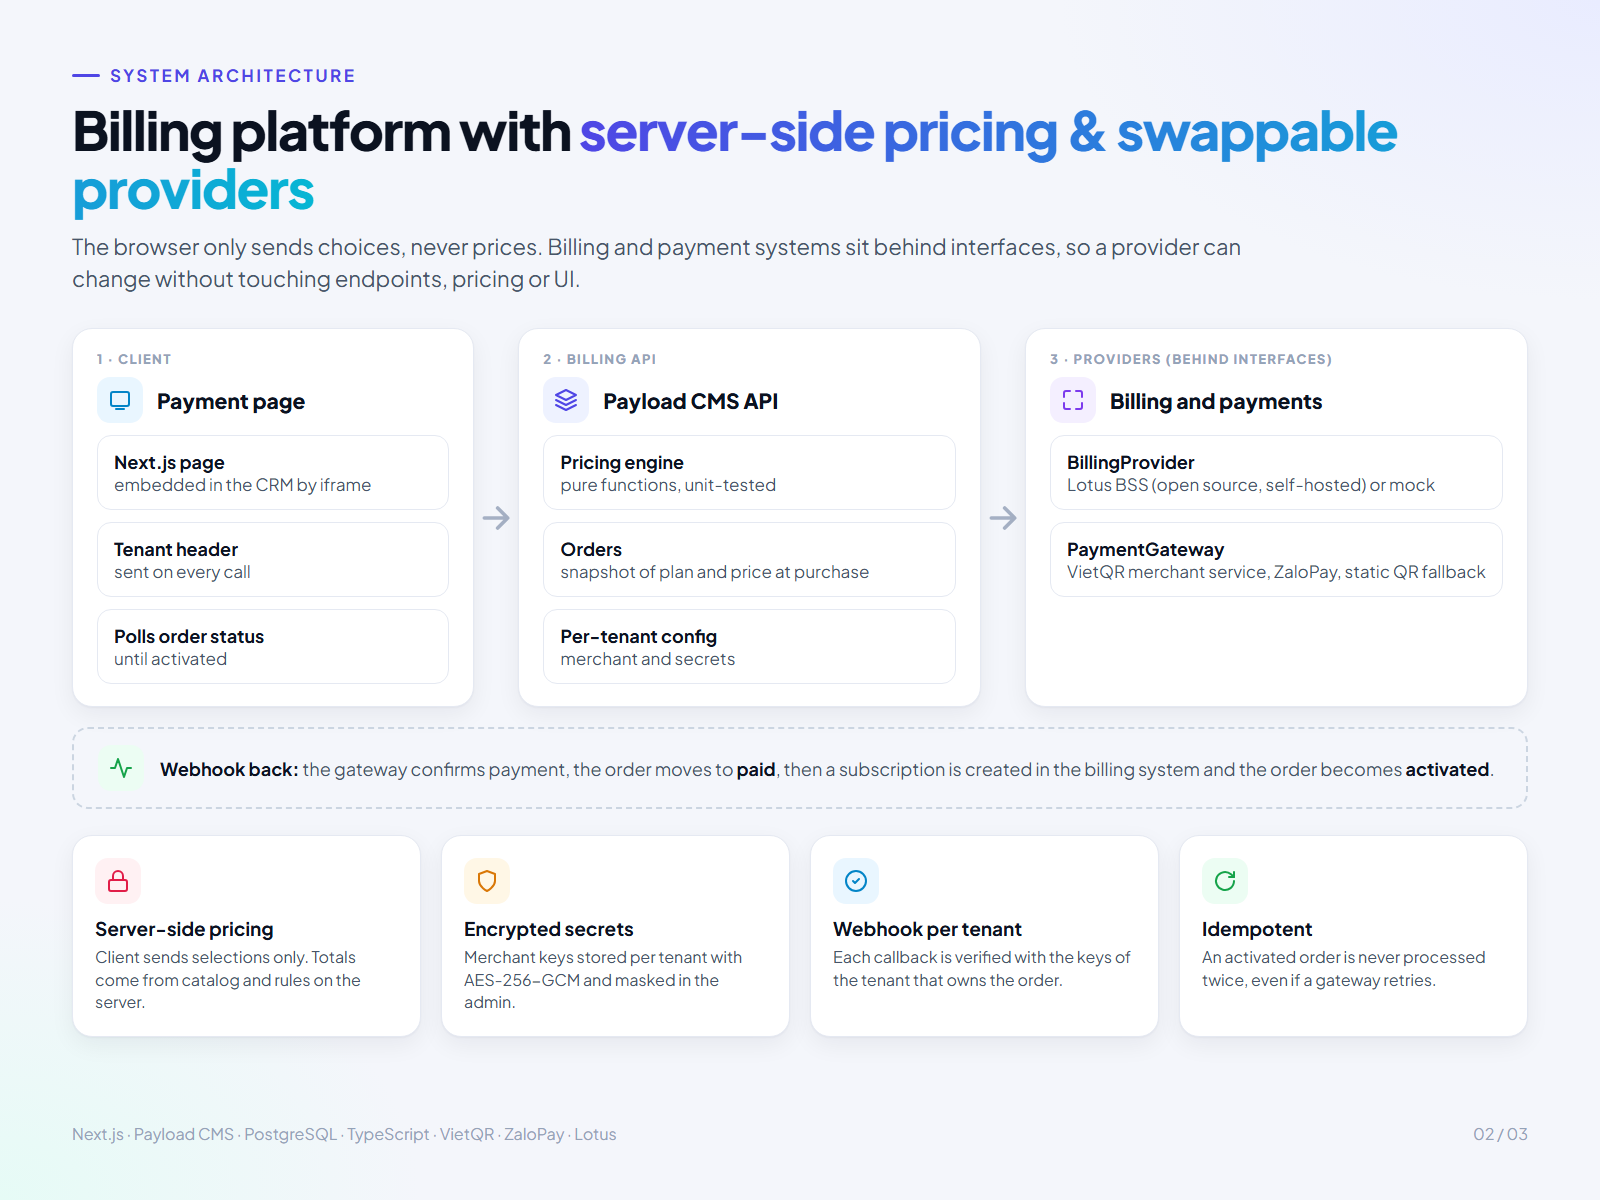 SYSTEM ARCHITECTURE
Billing platform with server-side pricing & swappable
providers
The browser only sends choices, never prices. Billing and payment systems sit behind interfaces, so a provider can
change without touching endpoints, pricing or UI.
1 · CLIENT
Payment page
Next.js page
embedded in the CRM by iframe
Tenant header
sent on every call
Polls order status
until activated
2 · BILLING API
Payload CMS API
Pricing engine
pure functions, unit-tested
Orders
snapshot of plan and price at purchase
Per-tenant config
merchant and secrets
3 · PROVIDERS (BEHIND INTERFACES)
Billing and payments
BillingProvider
Lotus BSS (open source, self-hosted) or mock
PaymentGateway
VietQR merchant service, ZaloPay, static QR fallback
Webhook back: the gateway confirms payment, the order moves to paid, then a subscription is created in the billing system and the order becomes activated.
Server-side pricing
Client sends selections only. Totals
come from catalog and rules on the
server.
Encrypted secrets
Merchant keys stored per tenant with
AES-256-GCM and masked in the
admin.
Webhook per tenant
Each callback is verified with the keys of
the tenant that owns the order.
Idempotent
An activated order is never processed
twice, even if a gateway retries.
Next.js · Payload CMS · PostgreSQL · TypeScript · VietQR · ZaloPay · Lotus
02 / 03